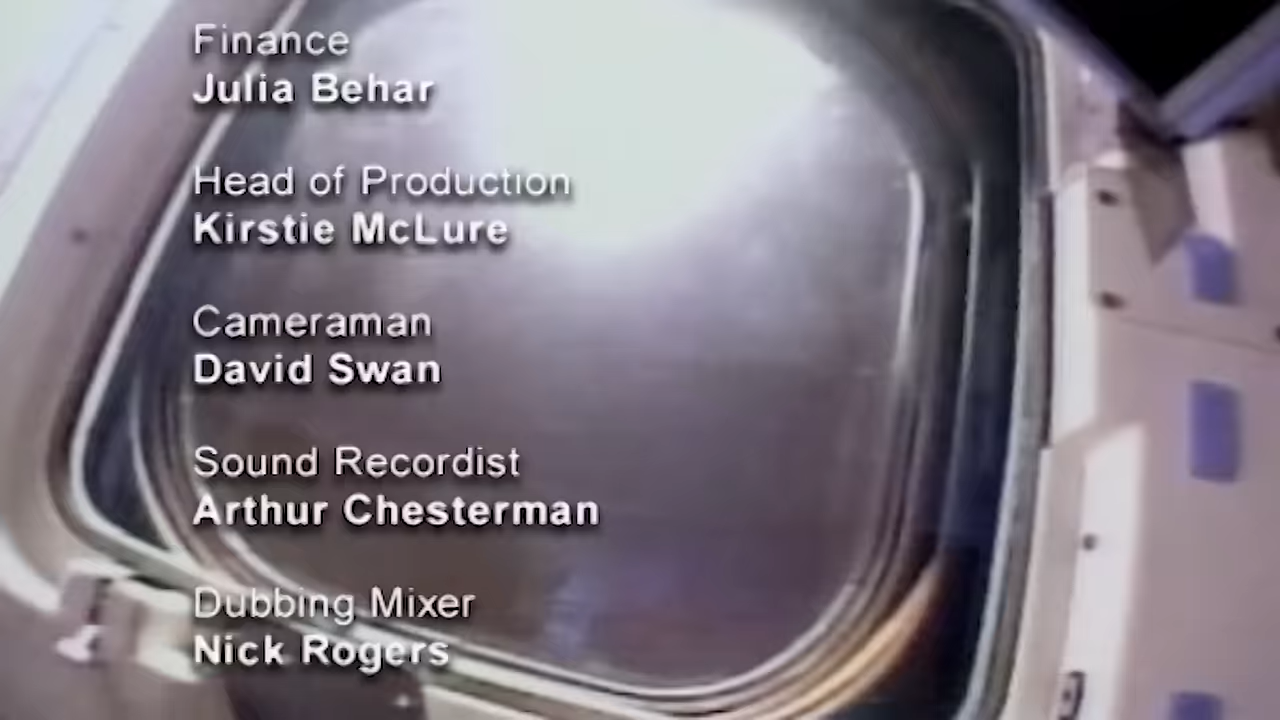 Finance
Julia Behar
Head of Production
Kirstie McLure
Cameraman
David Swan
Sound Recordist
Arthur Chesterman
Dubbing Mixer
Nick Rogers